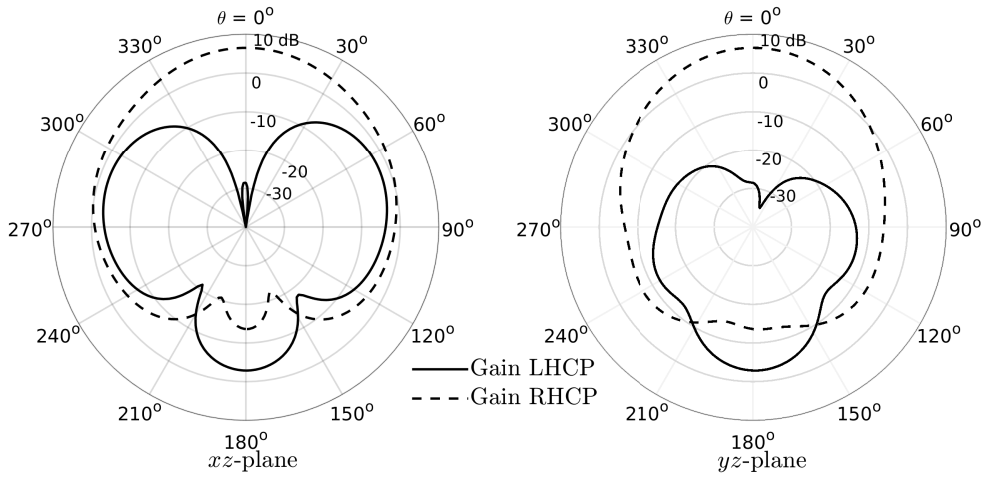 θ = 0°
10 dB
330° 30°
0
300° -10 60°
-20
-30
270° 90°
240° 120°
210° 150°
180°
xz-plane
θ = 0°
10 dB
330° 30°
0
300° -10 60°
-20
-30
270° 90°
240° 120°
210° 150°
180°
yz-plane
Gain LHCP
Gain RHCP